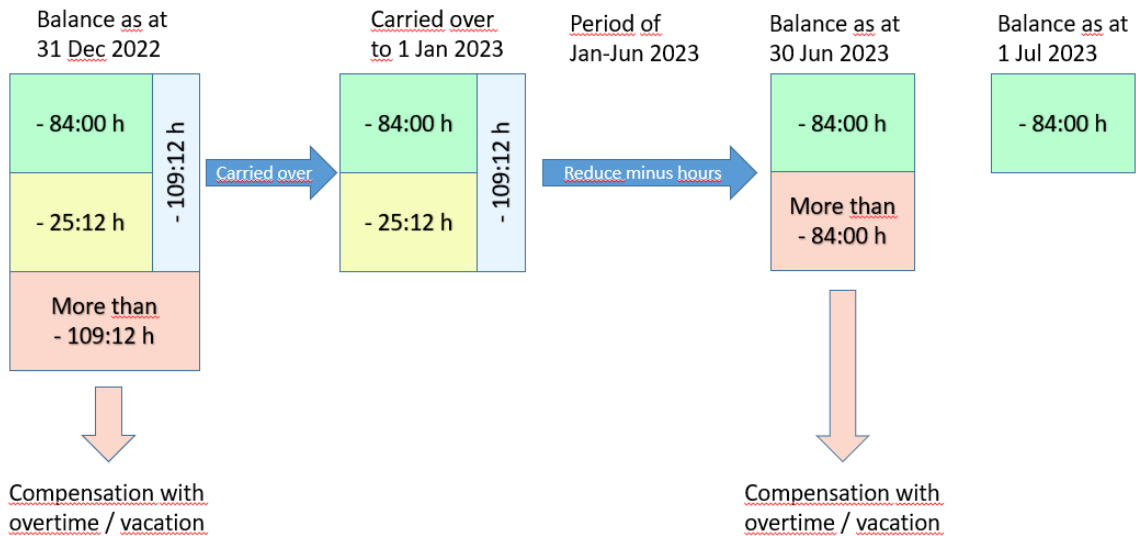 Balance as at
31 Dec 2022
Carried over
to 1 Jan 2023
Period of
Jan-Jun 2023
Balance as at
30 Jun 2023
Balance as at
1 Jul 2023
- 84:00 h
- 25:12 h
- 109:12 h
More than
- 109:12 h
Carried over
- 84:00 h
- 25:12 h
- 109:12 h
Reduce minus hours
- 84:00 h
More than
- 84:00 h
- 84:00 h
Compensation with
overtime / vacation
Compensation with
overtime / vacation